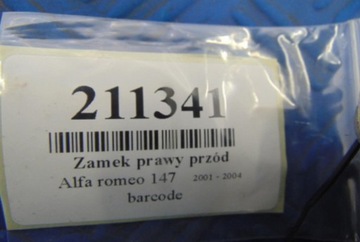 211341
Zamek prawy przód
Alfa romeo 147 2001 - 2004
barcode